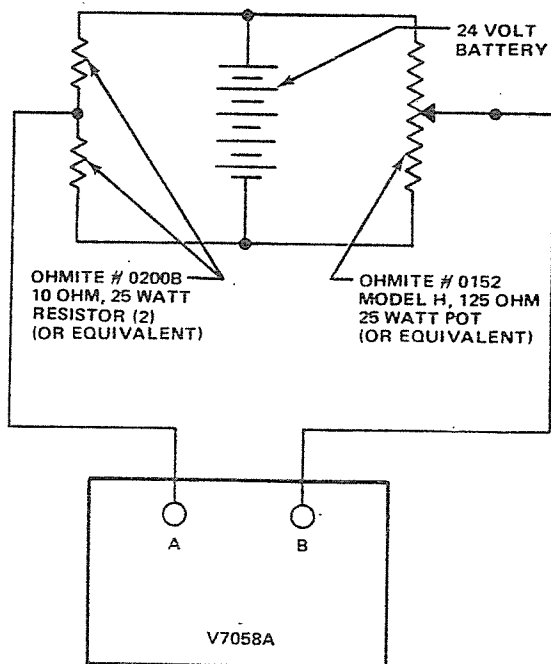 24 VOLT
BATTERY
OHMITE # 0200B
10 OHM, 25 WATT
RESISTOR (2)
(OR EQUIVALENT)
OHMITE # 0152
MODEL H, 125 OHM
25 WATT POT
(OR EQUIVALENT)
A
B
V7058A